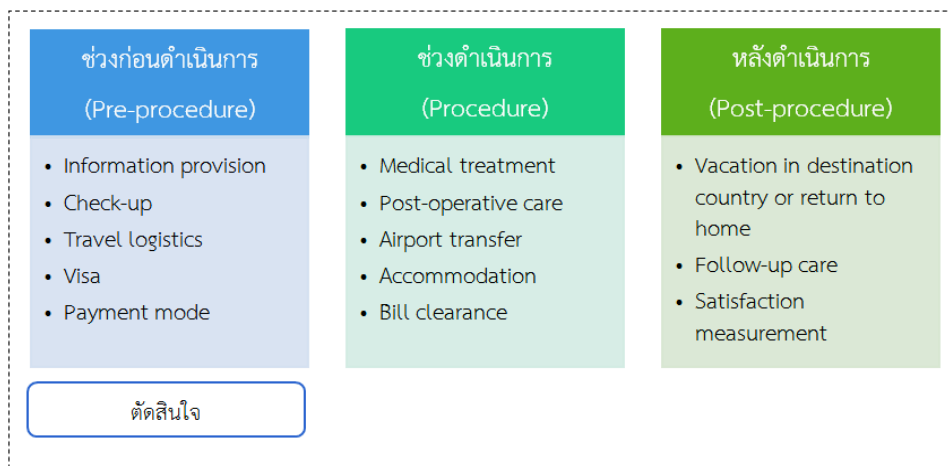 ช่วงก่อนดำเนินการ
(Pre-procedure)
• Information provision
• Check-up
• Travel logistics
• Visa
• Payment mode
ตัดสินใจ
ช่วงดำเนินการ
(Procedure)
• Medical treatment
• Post-operative care
• Airport transfer
• Accommodation
• Bill clearance
หลังดำเนินการ
(Post-procedure)
• Vacation in destination
country or return to
home
• Follow-up care
• Satisfaction
measurement